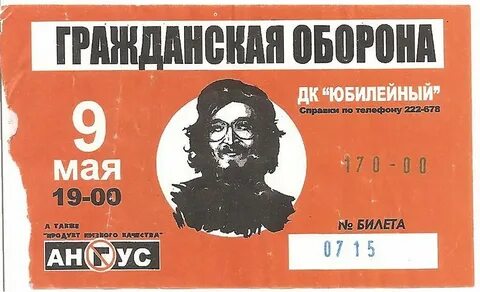 ГРАЖДАНСКАЯ ОБОРОНА
ДК "ЮБИЛЕЙНЫЙ"
Справки по телефону 222-678
9
мая
19-00
170-00
А ТАКЖЕ
"ПРОДУКТ НИЗКОГО КАЧЕСТВА"
АНГУС
№ БИЛЕТА
0715